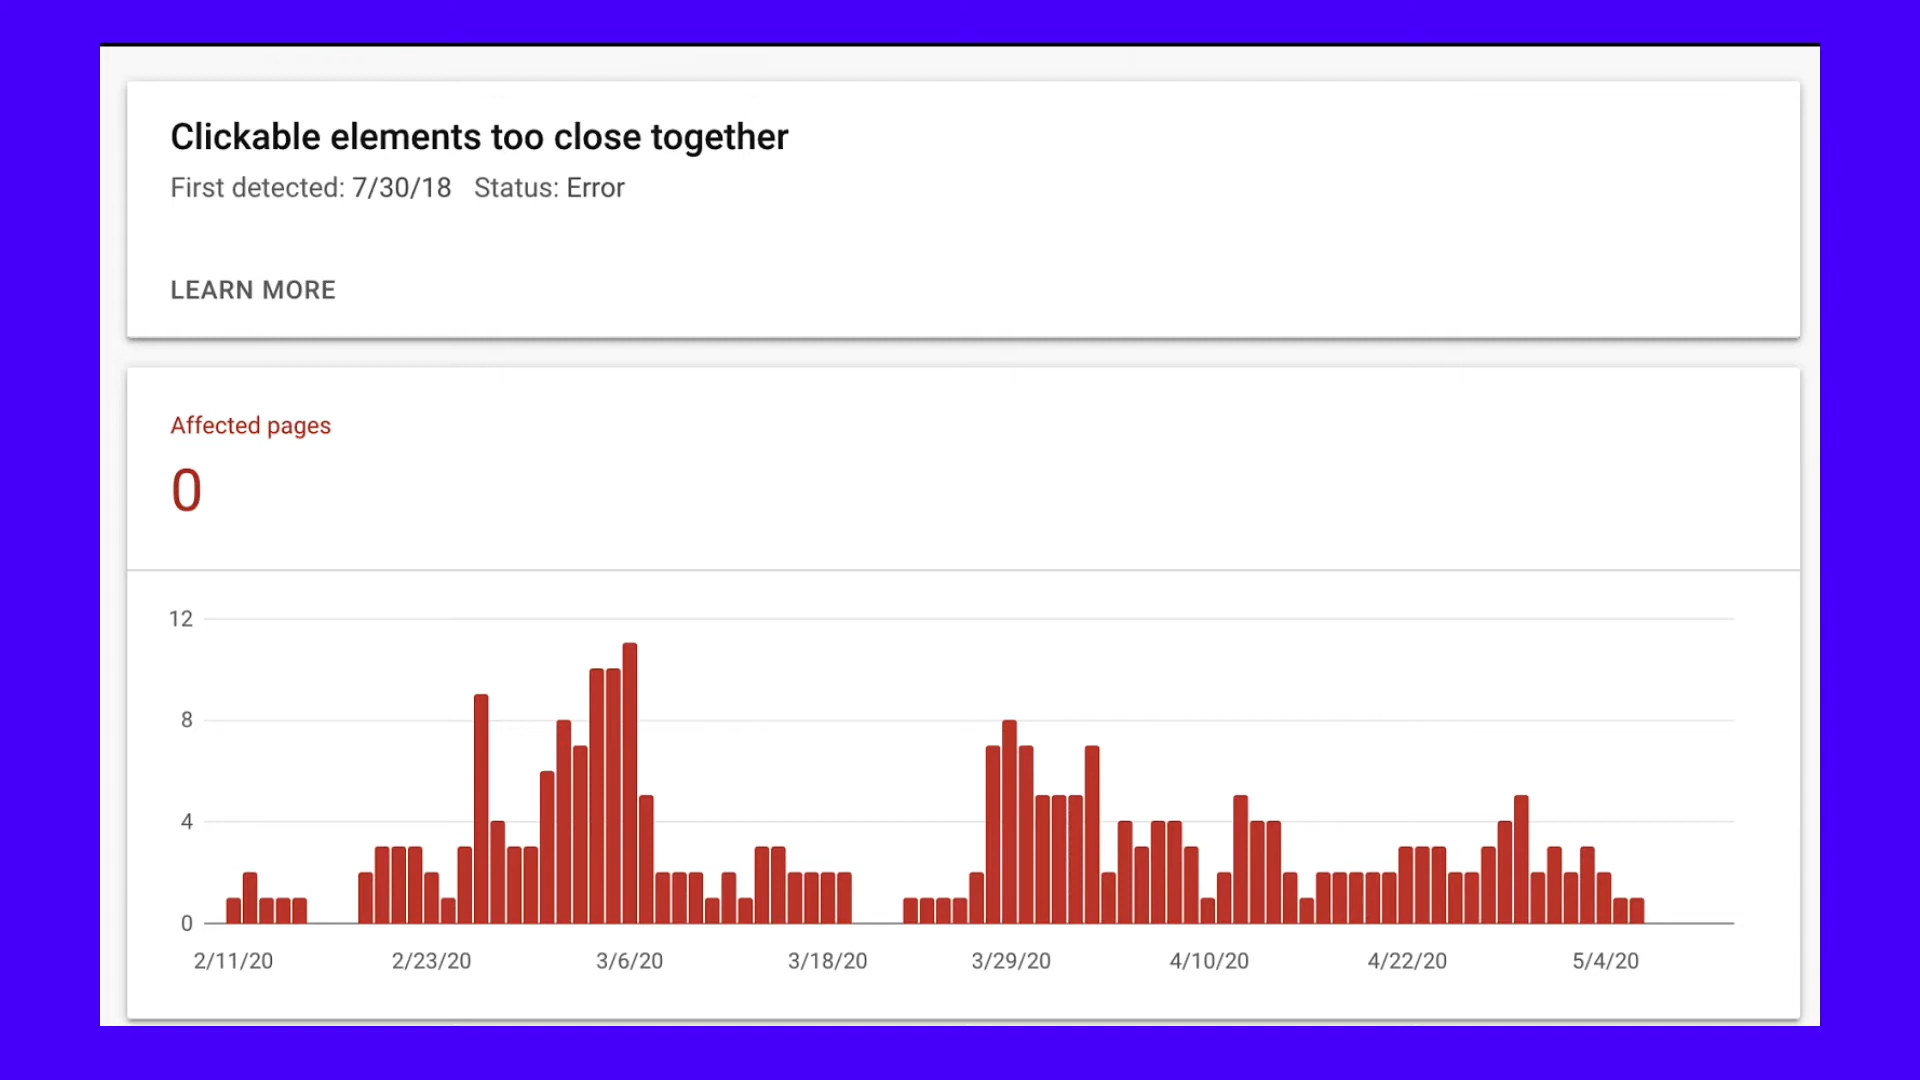 Clickable elements too close together
First detected: 7/30/18 Status: Error
LEARN MORE
Affected pages
0
12
8
4
0
2/11/20 2/23/20 3/6/20 3/18/20 3/29/20 4/10/20 4/22/20 5/4/20